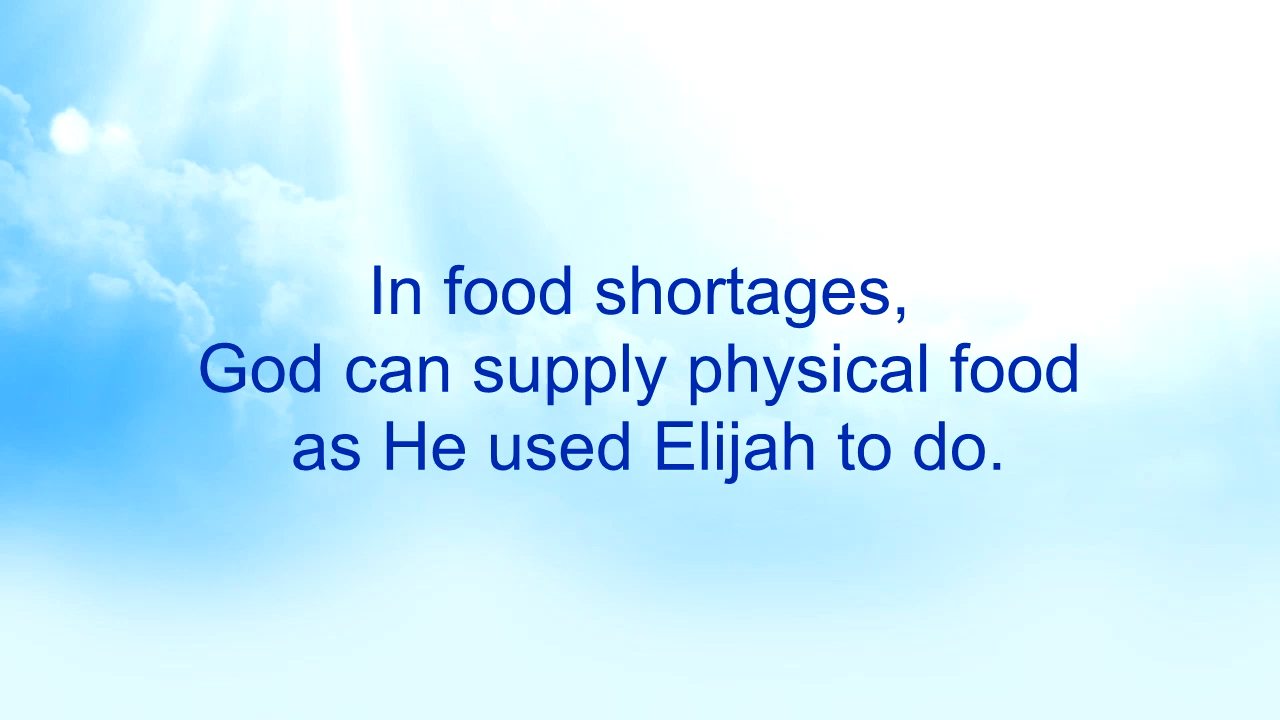 In food shortages,
God can supply physical food
as He used Elijah to do.